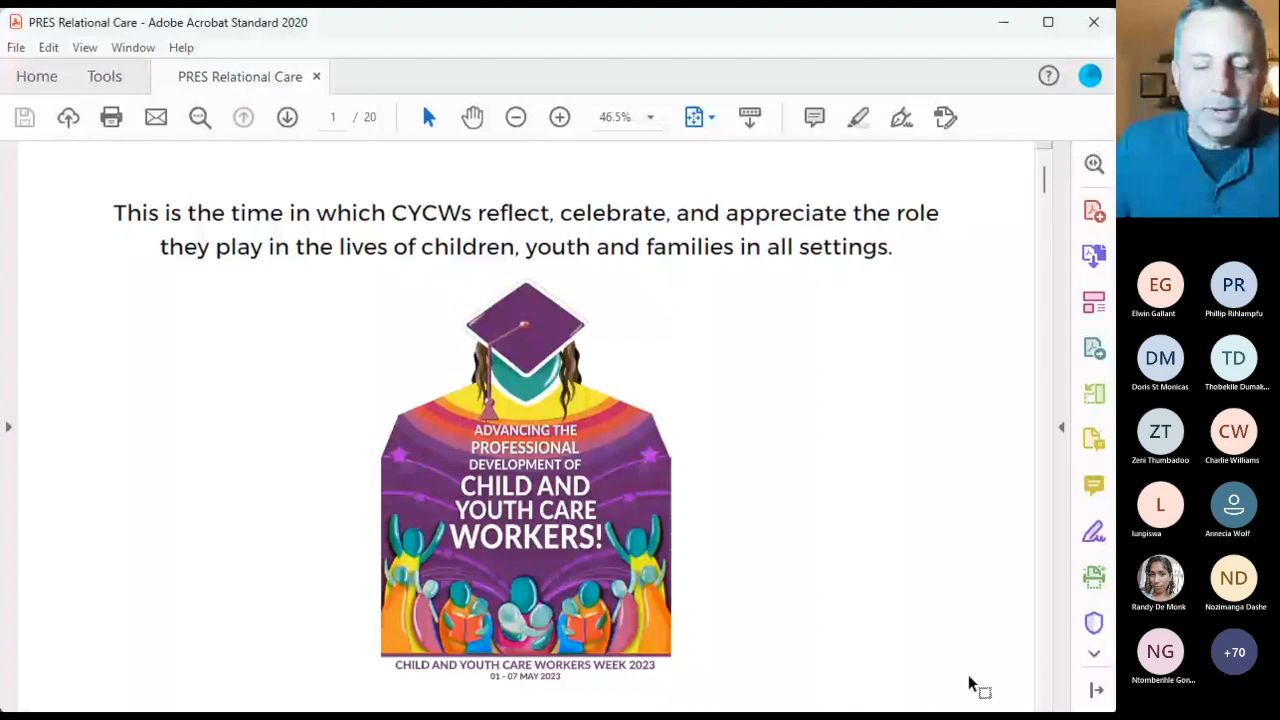 PRES Relational Care - Adobe Acrobat Standard 2020
File Edit View Window Help
Home Tools PRES Relational Care
1 / 20 46.5%
This is the time in which CYCWs reflect, celebrate, and appreciate the role
they play in the lives of children, youth and families in all settings.
ADVANCING THE
PROFESSIONAL
DEVELOPMENT OF
CHILD AND
YOUTH CARE
WORKERS!
CHILD AND YOUTH CARE WORKERS WEEK 2023
01 - 07 MAY 2023
EG PR
Elwin Gallant Phillip Rihlampfu
DM TD
Doris St Monicas Thobekile Dumak...
ZT CW
Zeni Thumbadoo Charlie Williams
L
lungiswa Annecia Wolf
ND
Randy De Monk Nozimanga Dashe
NG +70
Ntombenhle Gon...